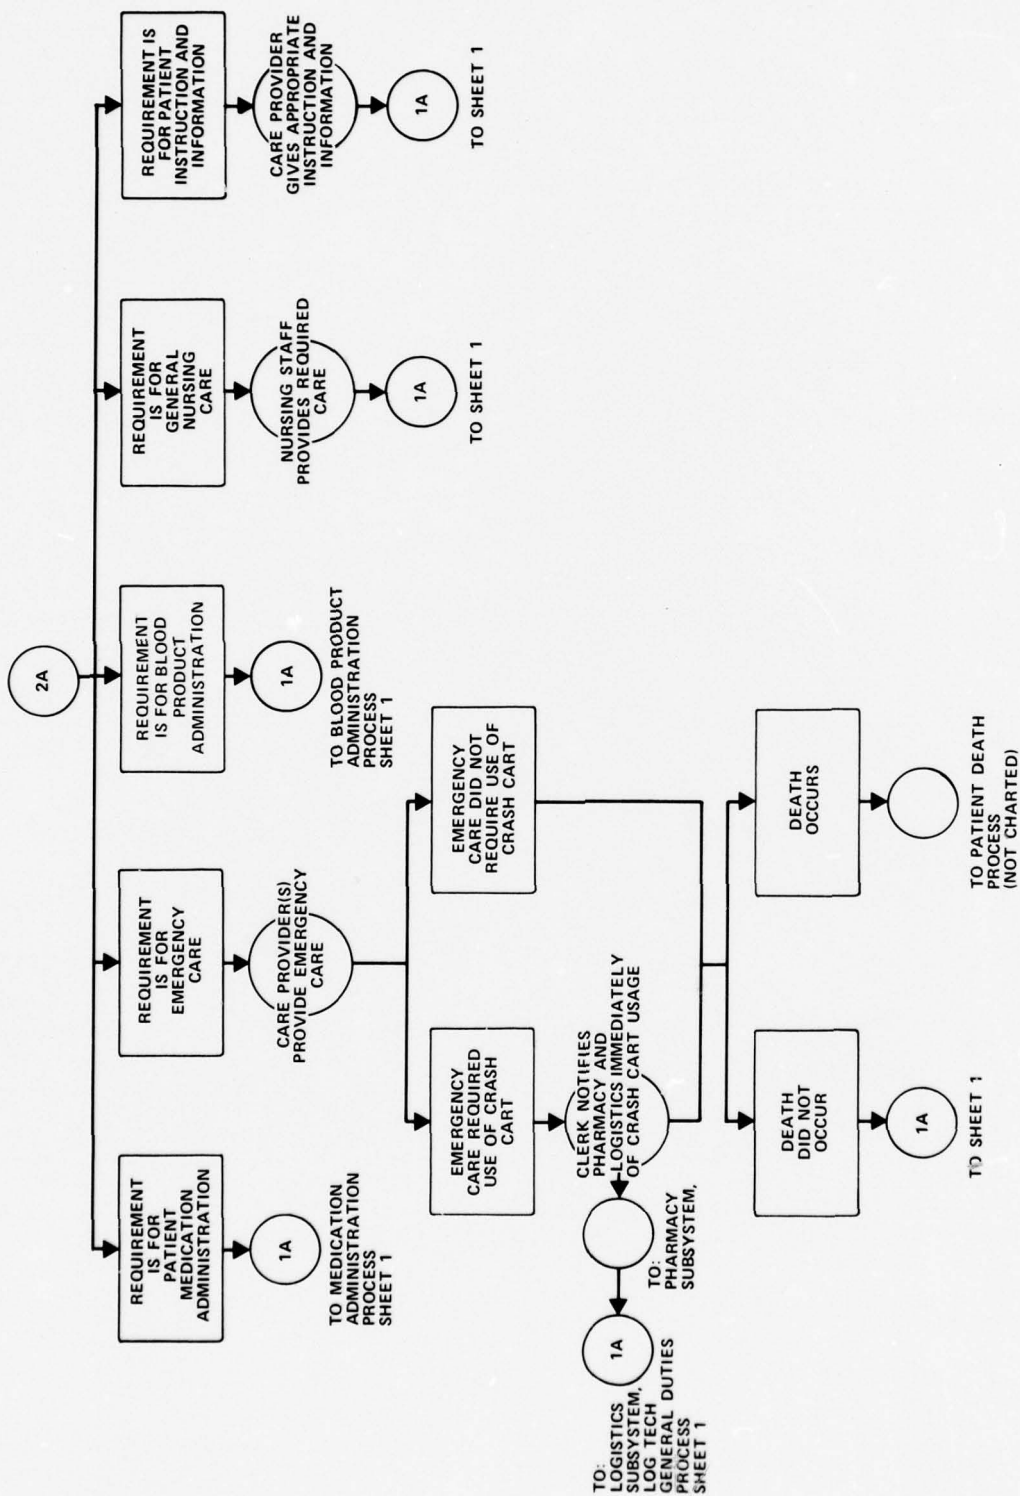 2A
REQUIREMENT
IS FOR
PATIENT
MEDICATION
ADMINISTRATION
REQUIREMENT
IS FOR
EMERGENCY
CARE
REQUIREMENT
IS FOR BLOOD
PRODUCT
ADMINISTRATION
REQUIREMENT
IS FOR
GENERAL
NURSING
CARE
REQUIREMENT IS
FOR PATIENT
INSTRUCTION AND
INFORMATION
1A
TO MEDICATION
ADMINISTRATION
PROCESS
SHEET 1
CARE PROVIDER(S)
PROVIDE EMERGENCY
CARE
1A
TO BLOOD PRODUCT
ADMINISTRATION
PROCESS
SHEET 1
NURSING STAFF
PROVIDES REQUIRED
CARE
1A
TO SHEET 1
CARE PROVIDER
GIVES APPROPRIATE
INSTRUCTION AND
INFORMATION
1A
TO SHEET 1
EMERGENCY
CARE REQUIRED
USE OF CRASH
CART
EMERGENCY
CARE DID NOT
REQUIRE USE OF
CRASH CART
CLERK NOTIFIES
PHARMACY AND
LOGISTICS IMMEDIATELY
OF CRASH CART USAGE
TO:
PHARMACY
SUBSYSTEM,
1A
TO:
LOGISTICS
SUBSYSTEM,
LOG TECH
GENERAL DUTIES
PROCESS
SHEET 1
DEATH
DID NOT
OCCUR
DEATH
OCCURS
1A
TO SHEET 1
TO PATIENT DEATH
PROCESS
(NOT CHARTED)